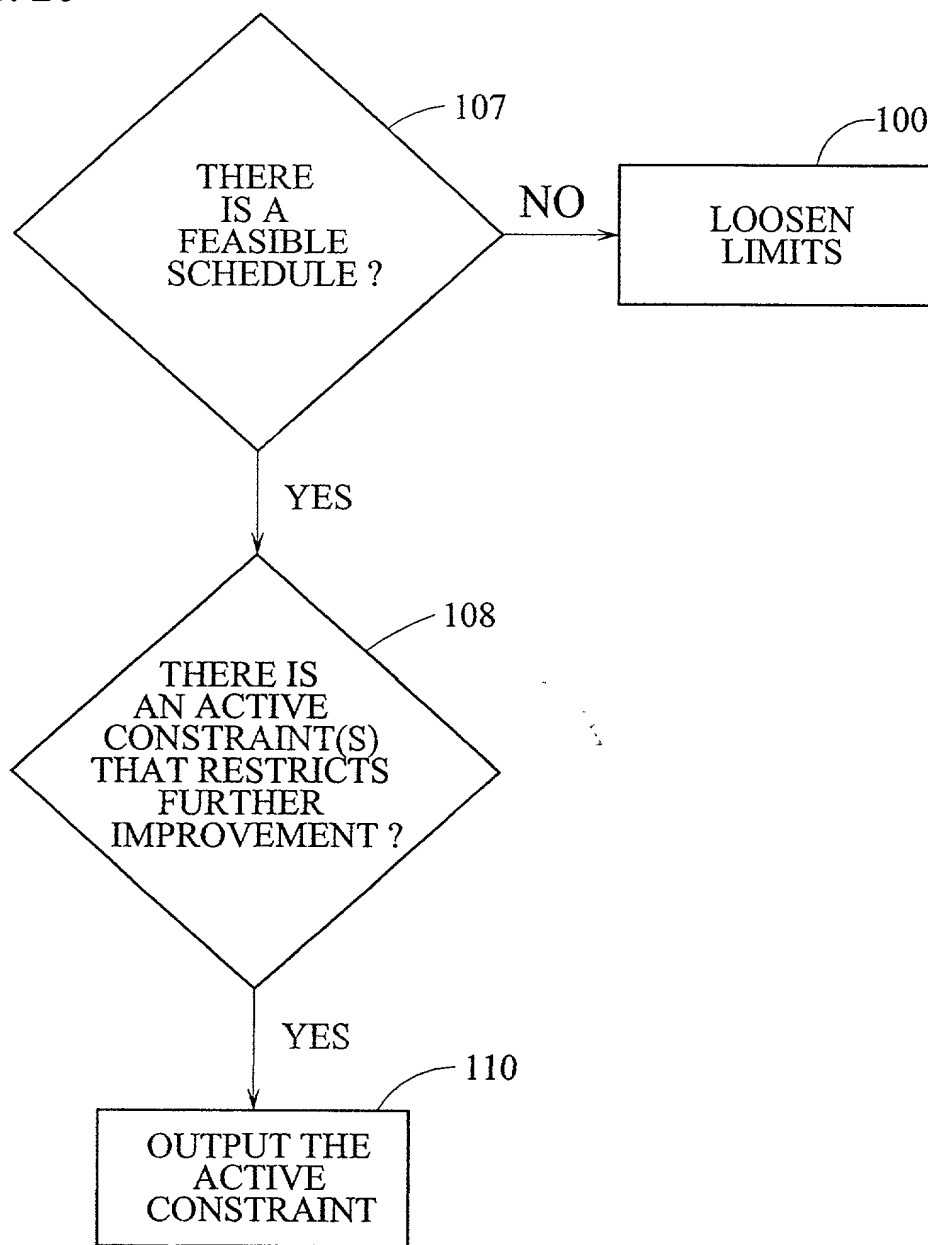 107
THERE
IS A
FEASIBLE
SCHEDULE ?
NO
100
LOOSEN
LIMITS
YES
108
THERE IS
AN ACTIVE
CONSTRAINT(S)
THAT RESTRICTS
FURTHER
IMPROVEMENT ?
YES
110
OUTPUT THE
ACTIVE
CONSTRAINT